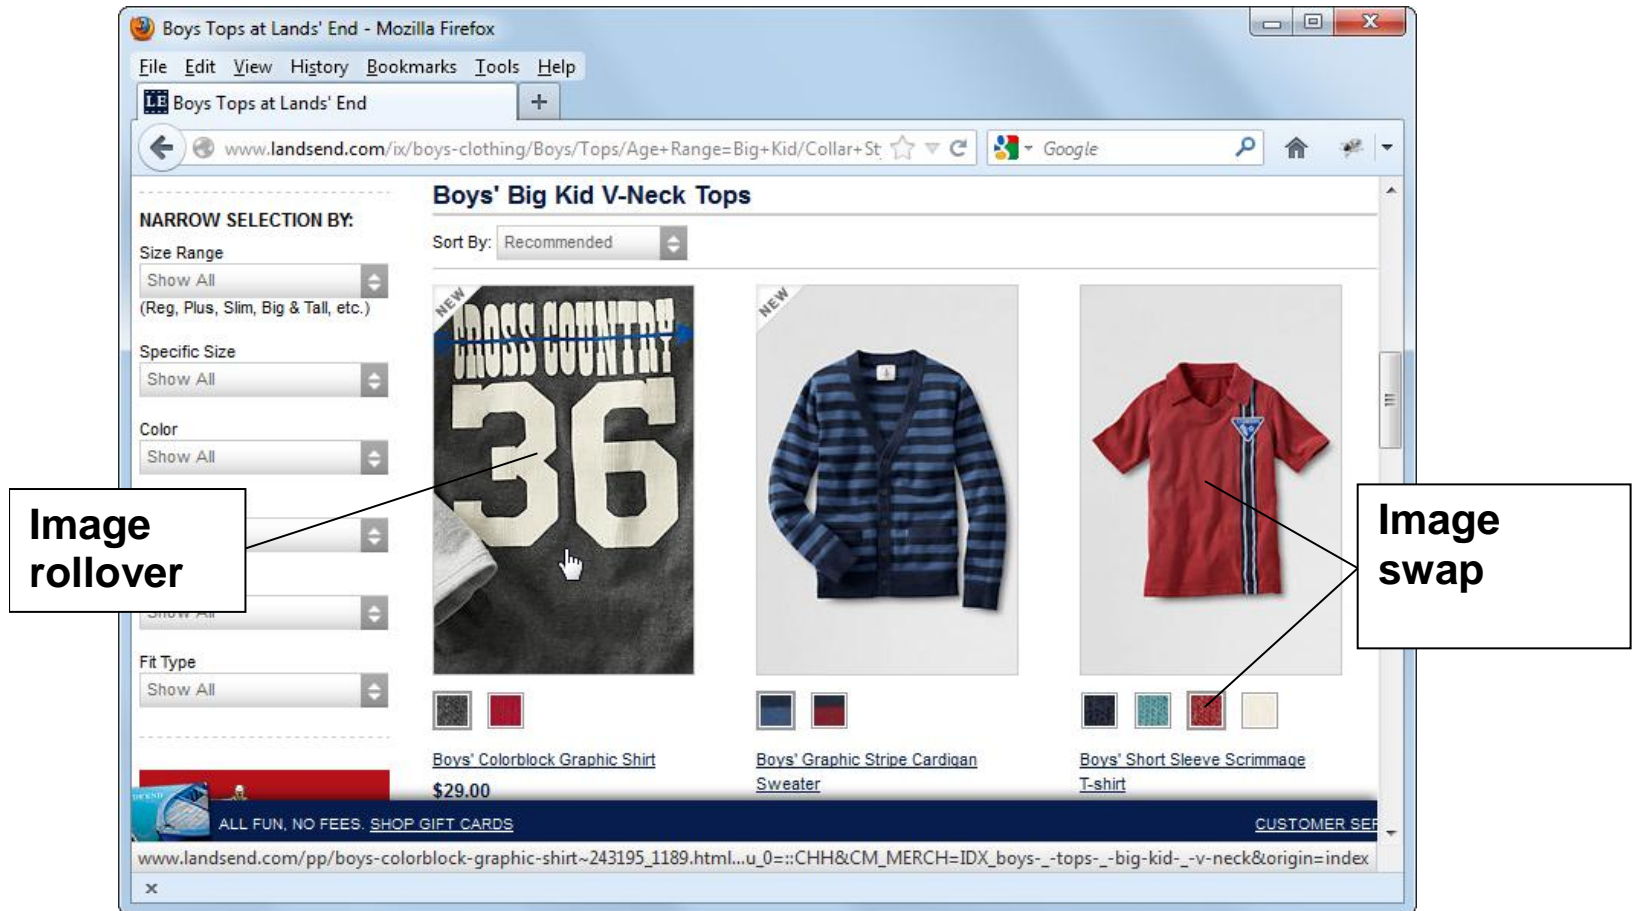 Boys Tops at Lands' End - Mozilla Firefox
File Edit View History Bookmarks Tools Help
LE Boys Tops at Lands' End
www.landsend.com/ix/boys-clothing/Boys/Tops/Age+Range=Big+Kid/Collar+St
Google
Boys' Big Kid V-Neck Tops
NARROW SELECTION BY:
Sort By: Recommended
Size Range
Show All
(Reg, Plus, Slim, Big & Tall, etc.)
Specific Size
Show All
Color
Show All
Show All
Fit Type
Show All
NEW
CROSS COUNTRY
36
NEW
Image
rollover
Image
swap
Boys' Colorblock Graphic Shirt
$29.00
Boys' Graphic Stripe Cardigan
Sweater
Boys' Short Sleeve Scrimmage
T-shirt
ALL FUN, NO FEES. SHOP GIFT CARDS
CUSTOMER SER
www.landsend.com/pp/boys-colorblock-graphic-shirt~243195_1189.html...u_0=::CHH&CM_MERCH=IDX_boys-_-tops-_-big-kid-_-v-neck&origin=index